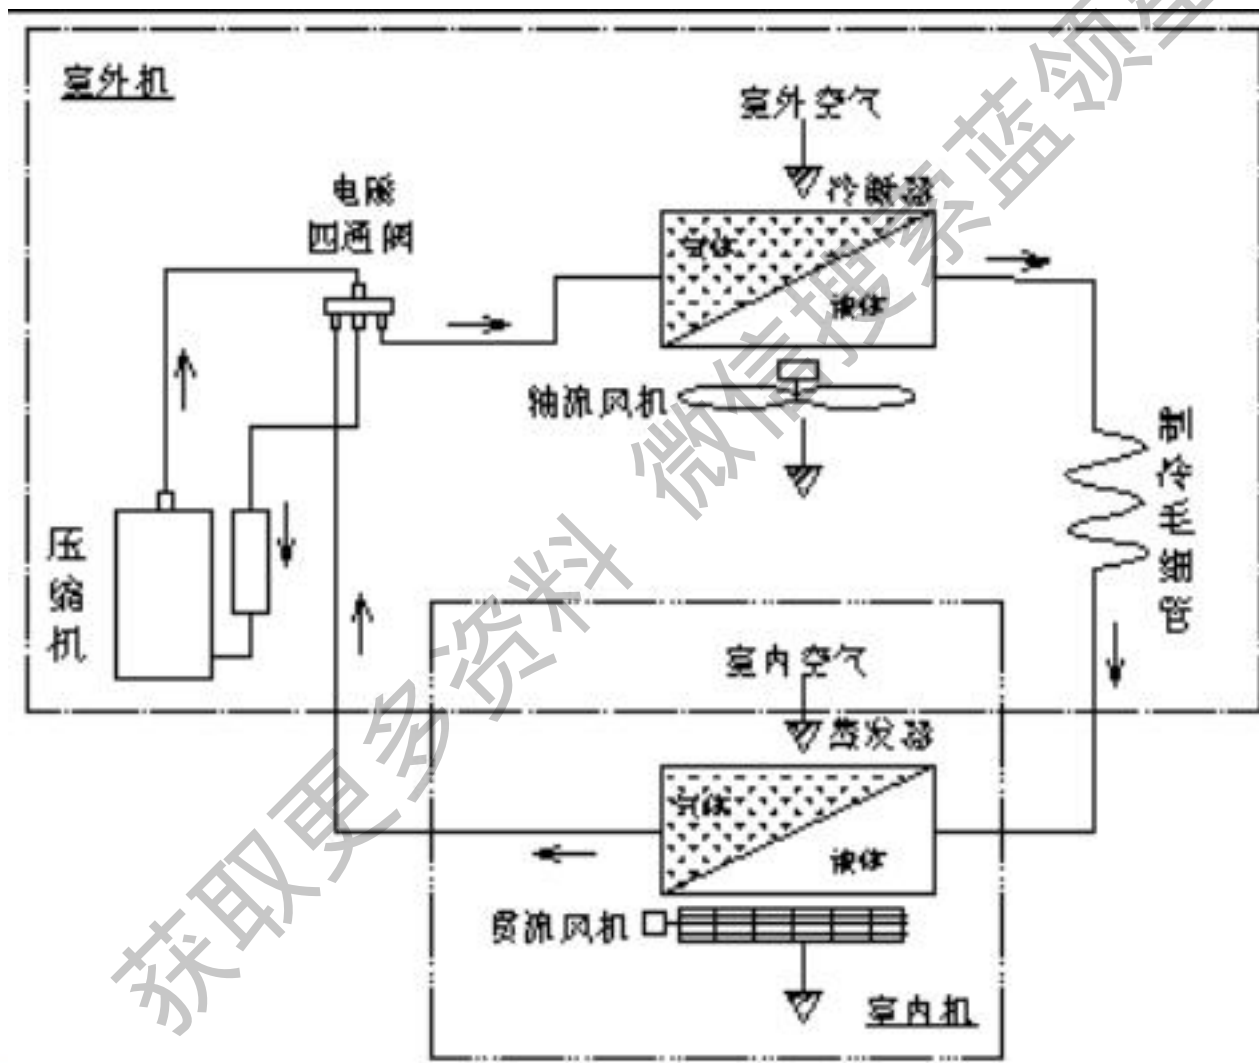 室外机
室外空气
电磁
四通阀
冷凝器
气体
液体
轴流风机
制冷毛细管
压缩机
室内空气
蒸发器
气体
液体
贯流风机
室内机
获取更多资料 微信搜索蓝领星